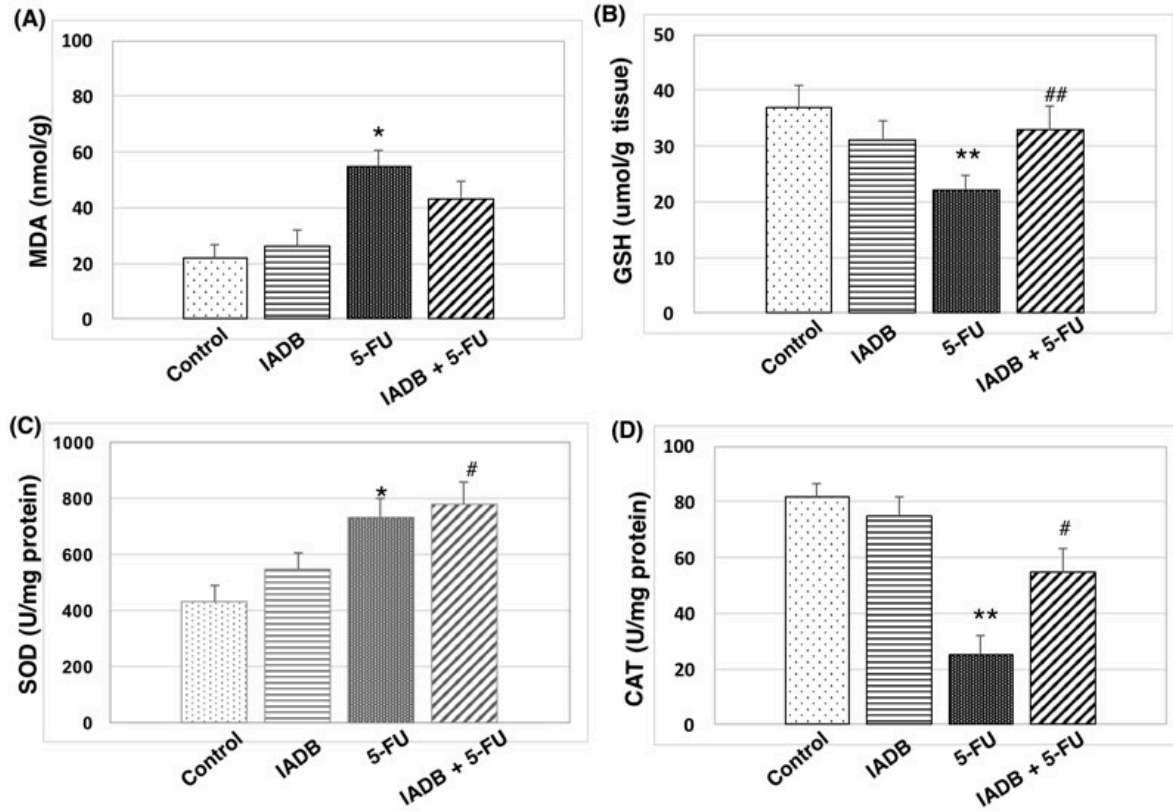 (A)
100
80
60
40
20
0
MDA (nmol/g)
*
Control
IADB
5-FU
IADB + 5-FU
(B)
50
40
30
20
10
0
GSH (umol/g tissue)
**
##
Control
IADB
5-FU
IADB + 5-FU
(C)
1000
800
600
400
200
0
SOD (U/mg protein)
*
#
Control
IADB
5-FU
IADB + 5-FU
(D)
100
80
60
40
20
0
CAT (U/mg protein)
**
#
Control
IADB
5-FU
IADB + 5-FU